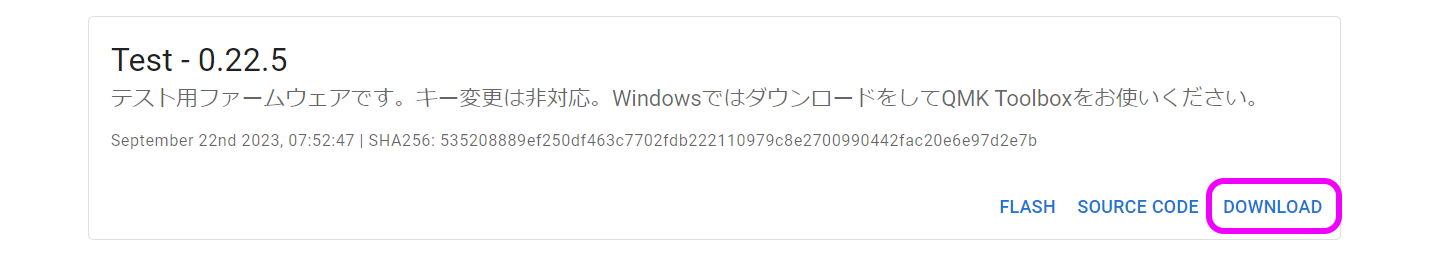 Test - 0.22.5
テスト用ファームウェアです。キー変更は非対応。WindowsではダウンロードをしてQMK Toolboxをお使いください。
September 22nd 2023, 07:52:47 | SHA256: 535208889ef250df463c7702fdb222110979c8e2700990442fac20e6e97d2e7b
FLASH SOURCE CODE DOWNLOAD